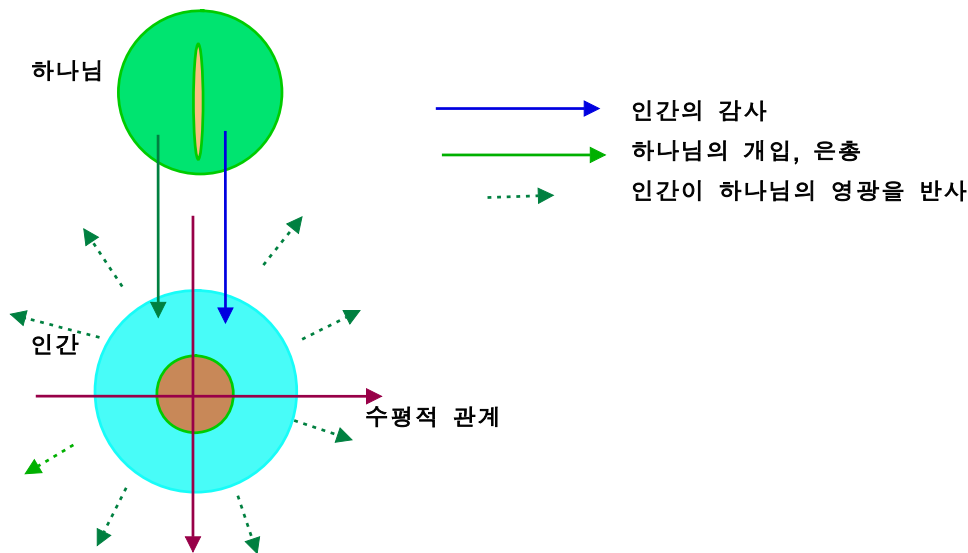 하나님
인간의 감사
하나님의 개입, 은총
인간이 하나님의 영광을 반사
인간
수평적 관계